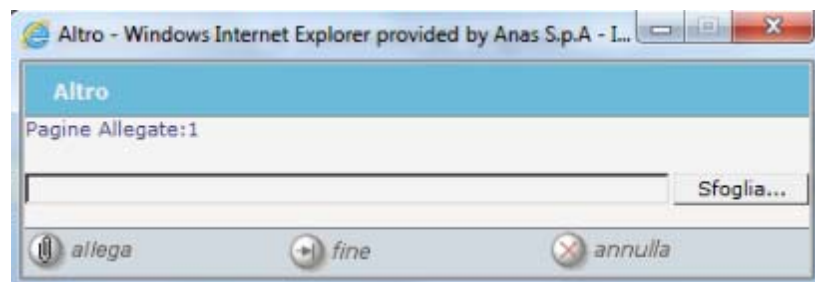 Altro - Windows Internet Explorer provided by Anas S.p.A - I...
Altro
Pagine Allegate:1
Sfoglia...
allega fine annulla